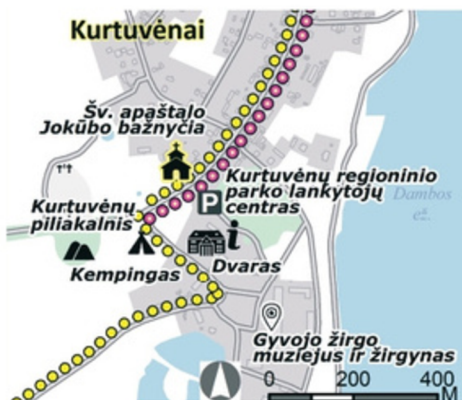 Kurtuvėnai
Šv. apaštalo
Jokūbo bažnyčia
Kurtuvėnų regioninio
parko lankytojų
centras
P
Dambos
ež.
Kurtuvėnų
piliakalnis
Kempingas
i
Dvaras
Gyvojo žirgo
muziejus ir žirgynas
0 200 400
M